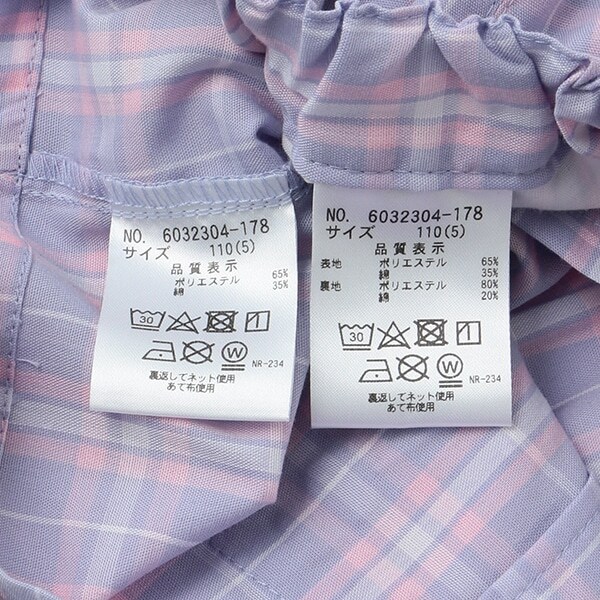 NO. 6032304-178
サイズ 110(5)
品質表示
ポリエステル 65%
綿 35%
30
W
NR-234
裏返してネット使用
あて布使用
NO. 6032304-178
サイズ 110(5)
品質表示
表地 ポリエステル 65%
綿 35%
裏地 ポリエステル 80%
綿 20%
30
W
NR-234
裏返してネット使用
あて布使用